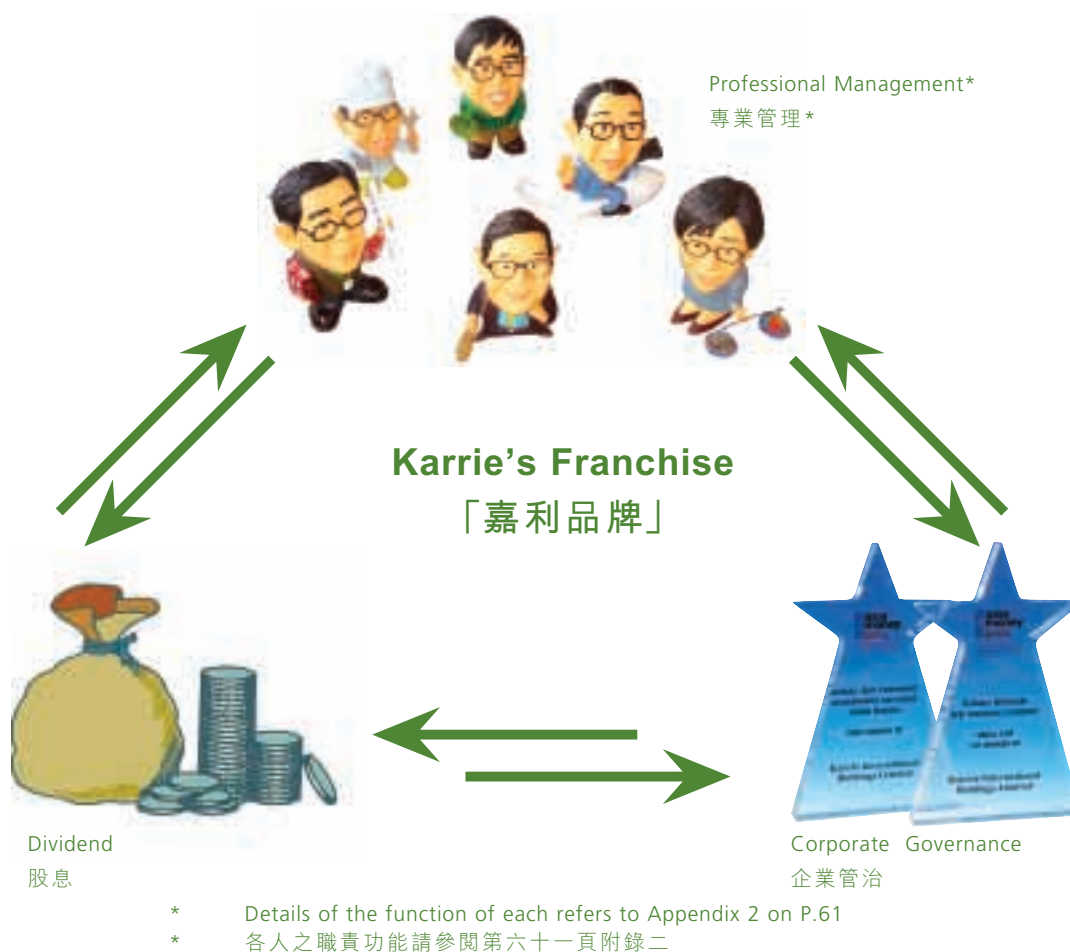 Professional Management*
專業管理*
Karrie's Franchise
「嘉利品牌」
Dividend
股息
Corporate Governance
企業管治
* Details of the function of each refers to Appendix 2 on P.61
* 各人之職責功能請參閱第六十一頁附錄二